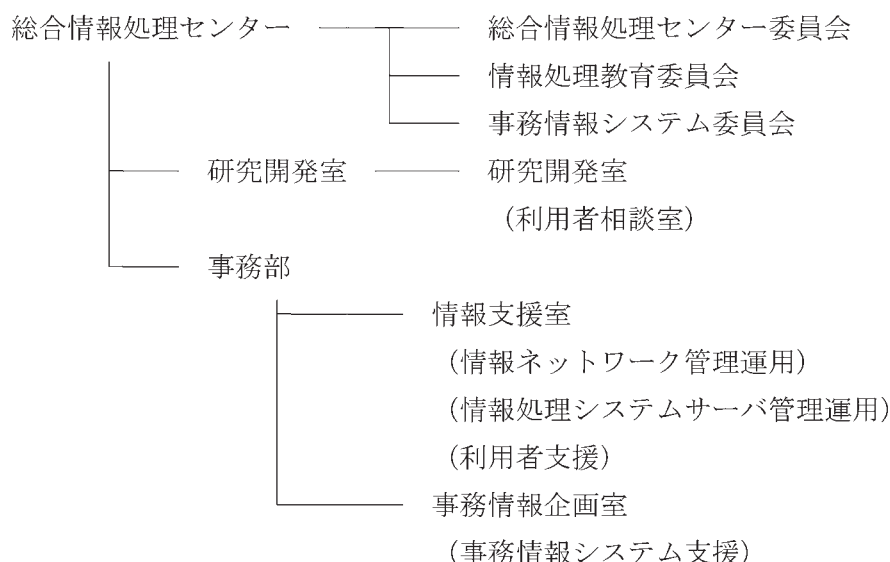 総合情報処理センター 総合情報処理センター委員会
情報処理教育委員会
事務情報システム委員会
研究開発室 研究開発室
（利用者相談室）
事務部
情報支援室
（情報ネットワーク管理運用）
（情報処理システムサーバ管理運用）
（利用者支援）
事務情報企画室
（事務情報システム支援）